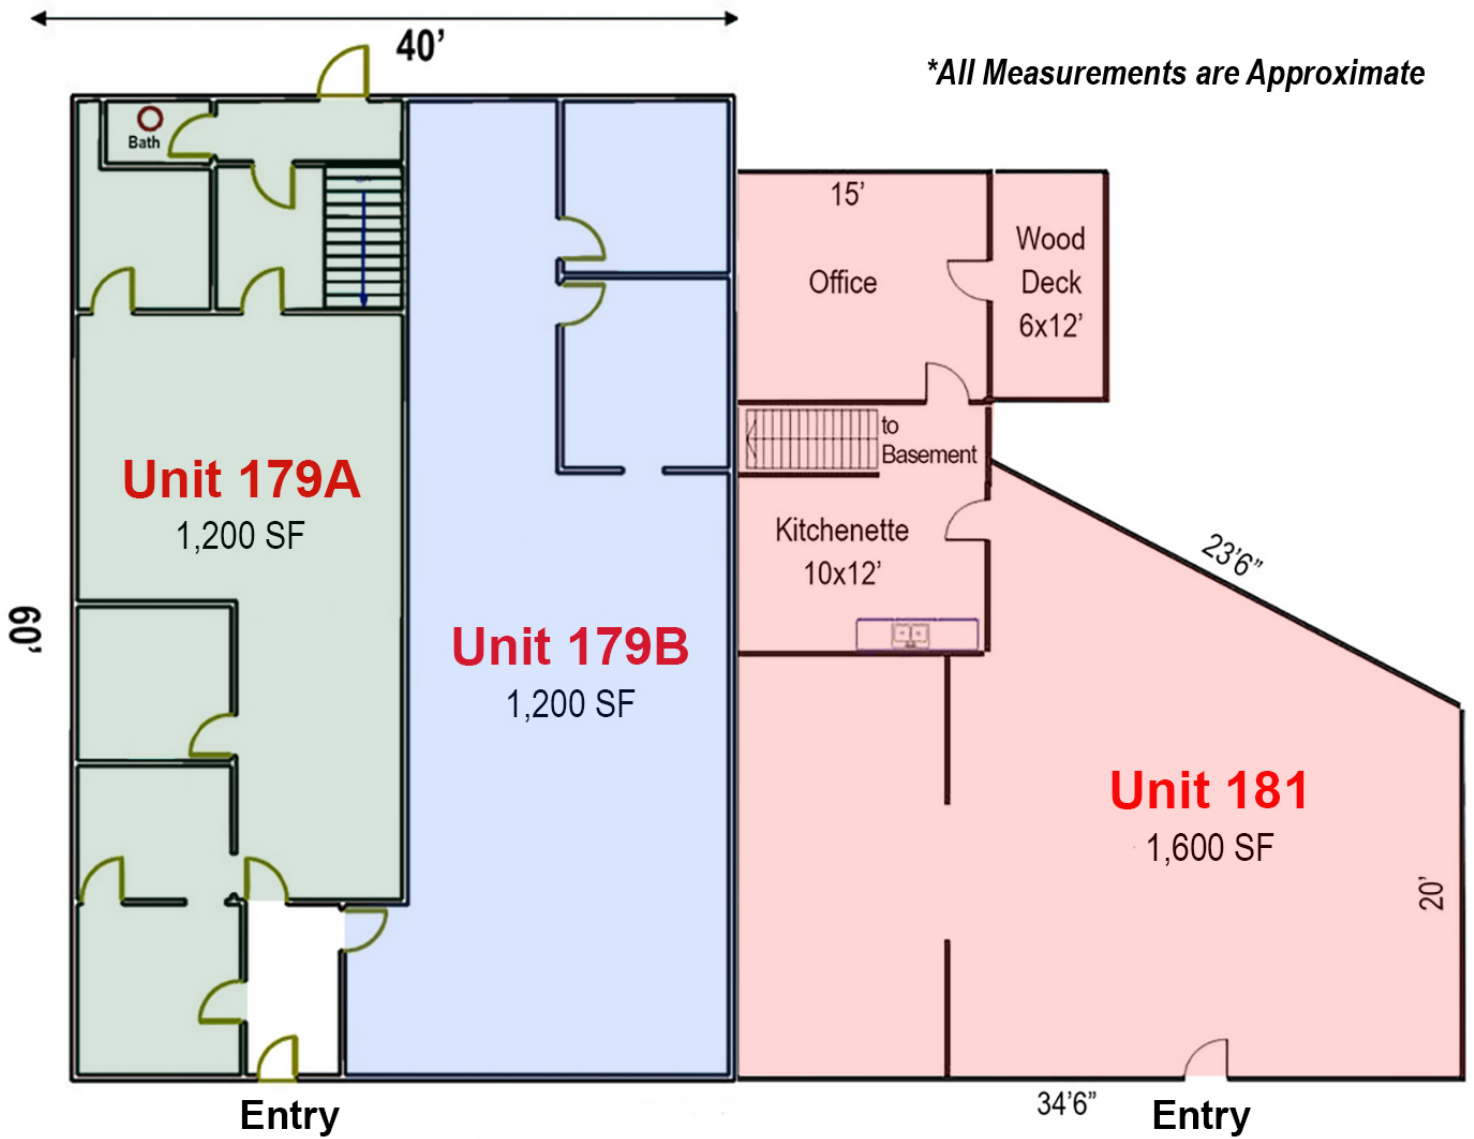 40’
*All Measurements are Approximate
Bath
15’
Office
Wood
Deck
6x12’
to
Basement
Unit 179A
1,200 SF
Kitchenette
10x12’
23’6”
60’
Unit 179B
1,200 SF
Unit 181
1,600 SF
20’
34’6”
Entry
Entry